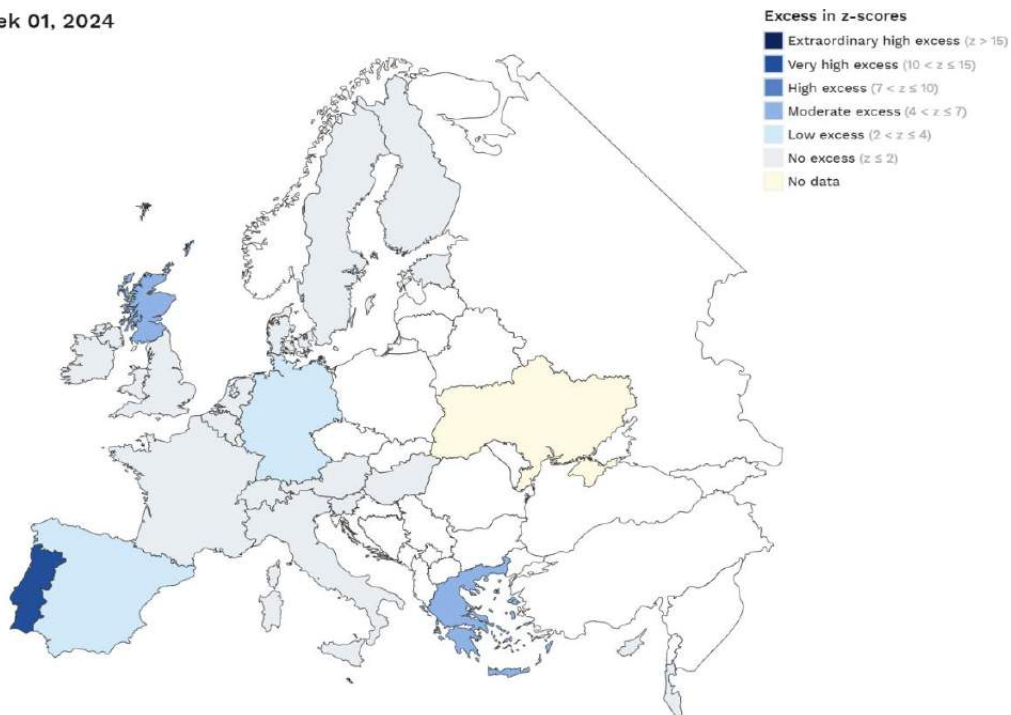 ek 01, 2024
Excess in z-scores
Extraordinary high excess (z > 15)
Very high excess (10 < z ≤ 15)
High excess (7 < z ≤ 10)
Moderate excess (4 < z ≤ 7)
Low excess (2 < z ≤ 4)
No excess (z ≤ 2)
No data